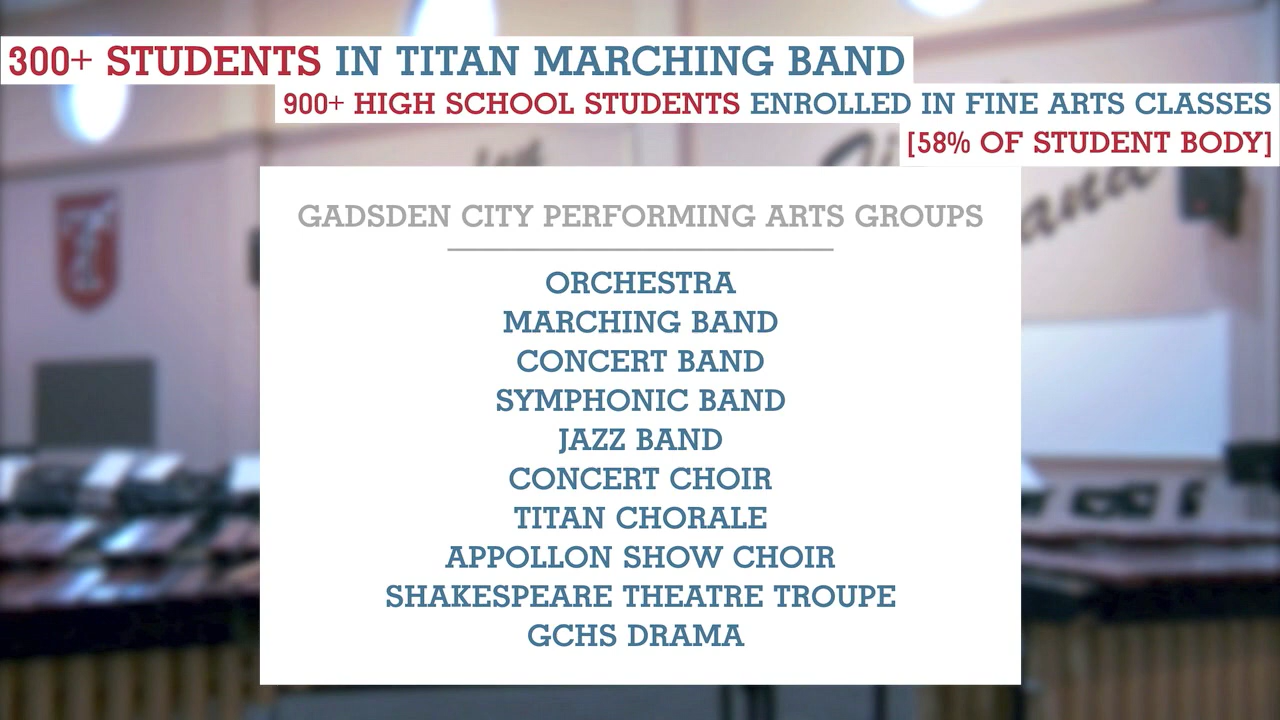 300+ STUDENTS IN TITAN MARCHING BAND
900+ HIGH SCHOOL STUDENTS ENROLLED IN FINE ARTS CLASSES
[58% OF STUDENT BODY]
GADSDEN CITY PERFORMING ARTS GROUPS
ORCHESTRA
MARCHING BAND
CONCERT BAND
SYMPHONIC BAND
JAZZ BAND
CONCERT CHOIR
TITAN CHORALE
APPOLLON SHOW CHOIR
SHAKESPEARE THEATRE TROUPE
GCHS DRAMA